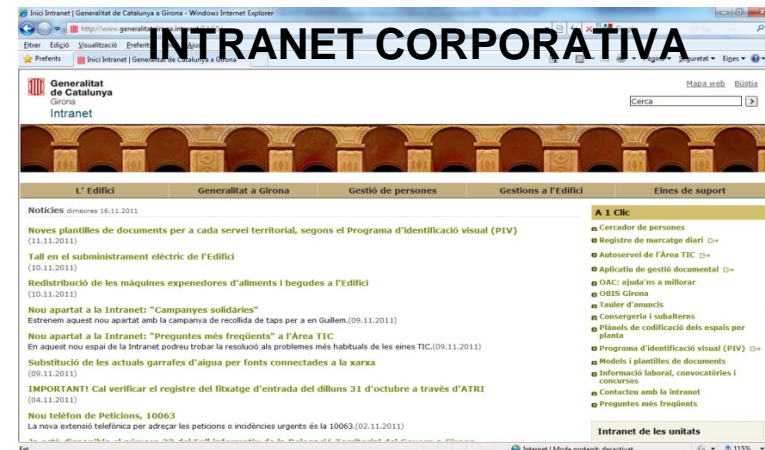 Inici Intranet | Generalitat de Catalunya a Girona - Windows Internet Explorer
INTRANET CORPORATIVA
Fitxer Edició Visualització
Preferits Inici Intranet | Generalitat de Catalunya a Girona
Generalitat
de Catalunya
Girona
Intranet
Mapa web Bústia
Cerca
L' Edifici Generalitat a Girona Gestió de persones Gestions a l'Edifici Eines de suport
Notícies dimecres 16.11.2011
Noves plantilles de documents per a cada servei territorial, segons el Programa d'identificació visual (PIV)
(11.11.2011)
Tall en el subministrament elèctric de l'Edifici
(10.11.2011)
Redistribució de les màquines expenedores d'aliments i begudes a l'Edifici
(10.11.2011)
Nou apartat a la Intranet: "Campanyes solidàries"
Estrenem aquest nou apartat amb la campanya de recollida de taps per a en Guillem.(09.11.2011)
Nou apartat a la Intranet: "Preguntes més freqüents" a l'Àrea TIC
En aquest nou espai de la Intranet podreu trobar la resolució als problemes més habituals de les eines TIC.(09.11.2011)
Substitució de les actuals garrafes d'aigua per fonts connectades a la xarxa
(09.11.2011)
IMPORTANT! Cal verificar el registre del fitxatge d'entrada del dilluns 31 d'octubre a través d'ATRI
(04.11.2011)
Nou telèfon de Peticions, 10063
La nova extensió telefònica per adreçar les peticions o incidències urgents és la 10063.(02.11.2011)
A 1 Clic
Cercador de persones
Registre de marcatge diari
Autoservei de l'Àrea TIC
Aplicatiu de gestió documental
OAC: ajuda'ns a millorar
OBIS Girona
Tauler d'anuncis
Consergeria i subalterns
Plànols de codificació dels espais per
planta
Programa d'identificació visual (PIV)
Models i plantilles de documents
Informació laboral, convocatòries i
concursos
Contacteu amb la intranet
Preguntes més freqüents
Intranet de les unitats
Internet | Mode protegit: desactivat 115%